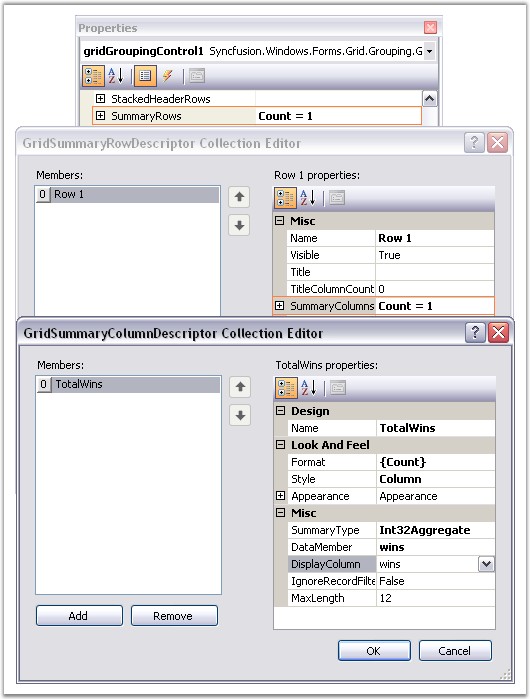 Properties
gridGroupingControl1 Syncfusion.Windows.Forms.Grid.Grouping.G
StackedHeaderRows
SummaryRows Count = 1
GridSummaryRowDescriptor Collection Editor
Members:
0 Row 1
Row 1 properties:
Misc
Name Row 1
Visible True
Title
TitleColumnCount 0
SummaryColumns Count = 1
GridSummaryColumnDescriptor Collection Editor
Members:
0 TotalWins
Add Remove
TotalWins properties:
Design
Name TotalWins
Look And Feel
Format {Count}
Style Column
Appearance Appearance
Misc
SummaryType Int32Aggregate
DataMember wins
DisplayColumn wins
IgnoreRecordFilte False
MaxLength 12
OK Cancel